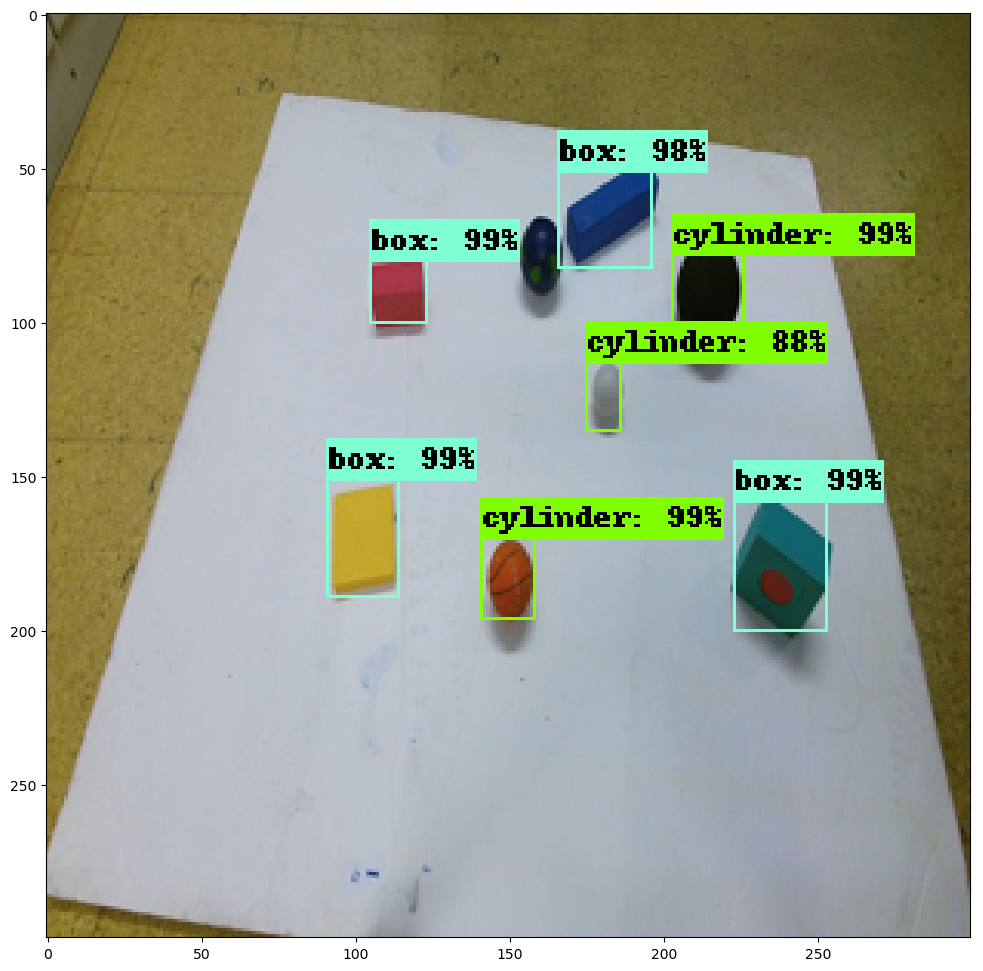 0
50
box: 98%
box: 99%
cylinder: 99%
100
cylinder: 88%
box: 99%
150
box: 99%
cylinder: 99%
200
250
0 50 100 150 200 250